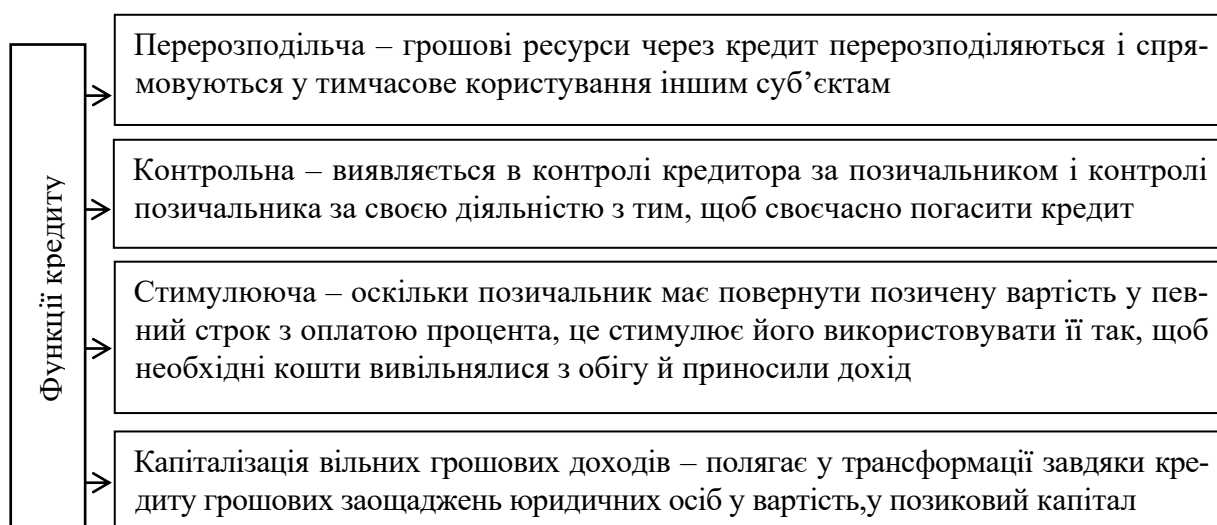 Функції кредиту
Перерозподільча – грошові ресурси через кредит перерозподіляються і спря-
мовуються у тимчасове користування іншим суб’єктам
Контрольна – виявляється в контролі кредитора за позичальником і контролі
позичальника за своєю діяльністю з тим, щоб своєчасно погасити кредит
Стимулююча – оскільки позичальник має повернути позичену вартість у пев-
ний строк з оплатою процента, це стимулює його використовувати її так, щоб
необхідні кошти вивільнялися з обігу й приносили дохід
Капіталізація вільних грошових доходів – полягає у трансформації завдяки кре-
диту грошових заощаджень юридичних осіб у вартість,у позиковий капітал